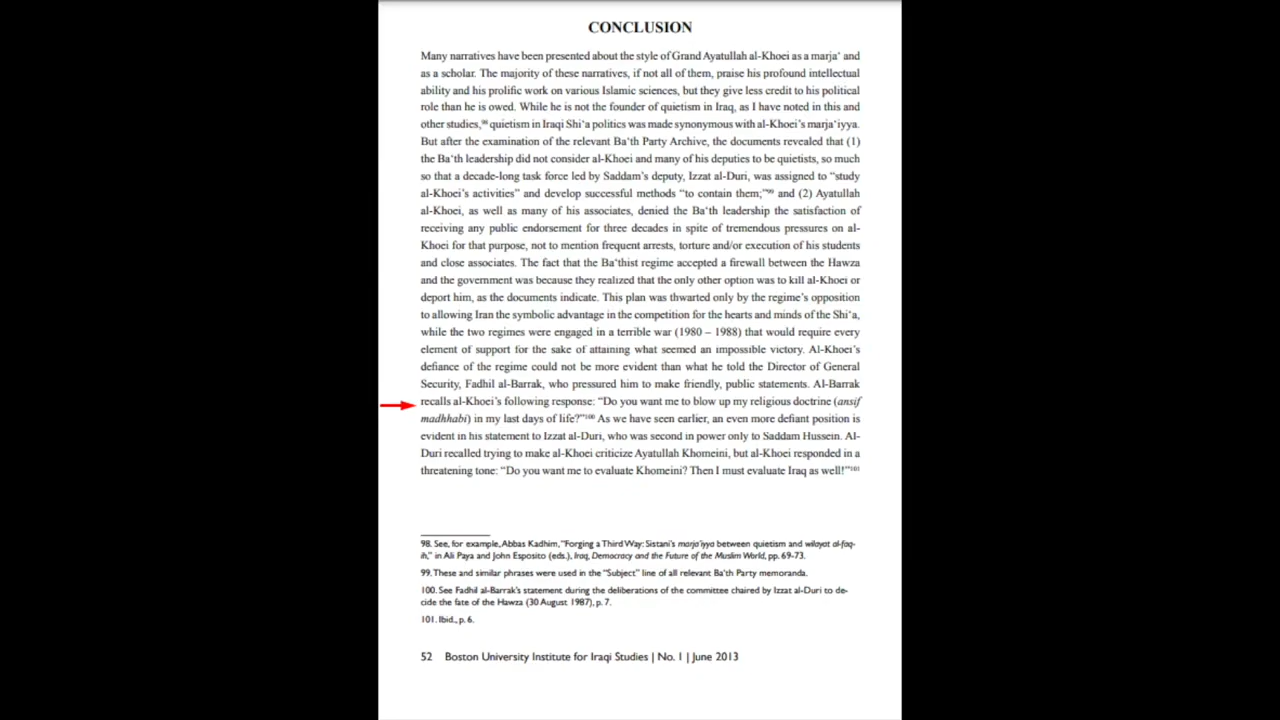 CONCLUSION
Many narratives have been presented about the style of Grand Ayatullah al-Khoei as a marja‘ and
as a scholar. The majority of these narratives, if not all of them, praise his profound intellectual
ability and his prolific work on various Islamic sciences, but they give less credit to his political
role than he is owed. While he is not the founder of quietism in Iraq, as I have noted in this and
other studies,98 quietism in Iraqi Shi‘a politics was made synonymous with al-Khoei’s marja‘iyya.
But after the examination of the relevant Ba‘th Party Archive, the documents revealed that (1)
the Ba‘th leadership did not consider al-Khoei and many of his deputies to be quietists, so much
so that a decade-long task force led by Saddam’s deputy, Izzat al-Duri, was assigned to “study
al-Khoei’s activities” and develop successful methods “to contain them;”99 and (2) Ayatullah
al-Khoei, as well as many of his associates, denied the Ba‘th leadership the satisfaction of
receiving any public endorsement for three decades in spite of tremendous pressures on al-
Khoei for that purpose, not to mention frequent arrests, torture and/or execution of his students
and close associates. The fact that the Ba‘thist regime accepted a firewall between the Hawza
and the government was because they realized that the only other option was to kill al-Khoei or
deport him, as the documents indicate. This plan was thwarted only by the regime’s opposition
to allowing Iran the symbolic advantage in the competition for the hearts and minds of the Shi‘a,
while the two regimes were engaged in a terrible war (1980 – 1988) that would require every
element of support for the sake of attaining what seemed an impossible victory. Al-Khoei’s
defiance of the regime could not be more evident than what he told the Director of General
Security, Fadhil al-Barrak, who pressured him to make friendly, public statements. Al-Barrak
recalls al-Khoei’s following response: “Do you want me to blow up my religious doctrine (ansif
madhhabi) in my last days of life?”100 As we have seen earlier, an even more defiant position is
evident in his statement to Izzat al-Duri, who was second in power only to Saddam Hussein. Al-
Duri recalled trying to make al-Khoei criticize Ayatullah Khomeini, but al-Khoei responded in a
threatening tone: “Do you want me to evaluate Khomeini? Then I must evaluate Iraq as well!”101
98. See, for example, Abbas Kadhim, “Forging a Third Way: Sistani’s marja‘iyya between quietism and wilayat al-faq-
ih,” in Ali Paya and John Esposito (eds.), Iraq, Democracy and the Future of the Muslim World, pp. 69-73.
99. These and similar phrases were used in the “Subject” line of all relevant Ba‘th Party memoranda.
100. See Fadhil al-Barrak’s statement during the deliberations of the committee chaired by Izzat al-Duri to de-
cide the fate of the Hawza (30 August 1987), p. 7.
101. Ibid., p. 6.
52 Boston University Institute for Iraqi Studies | No. 1 | June 2013